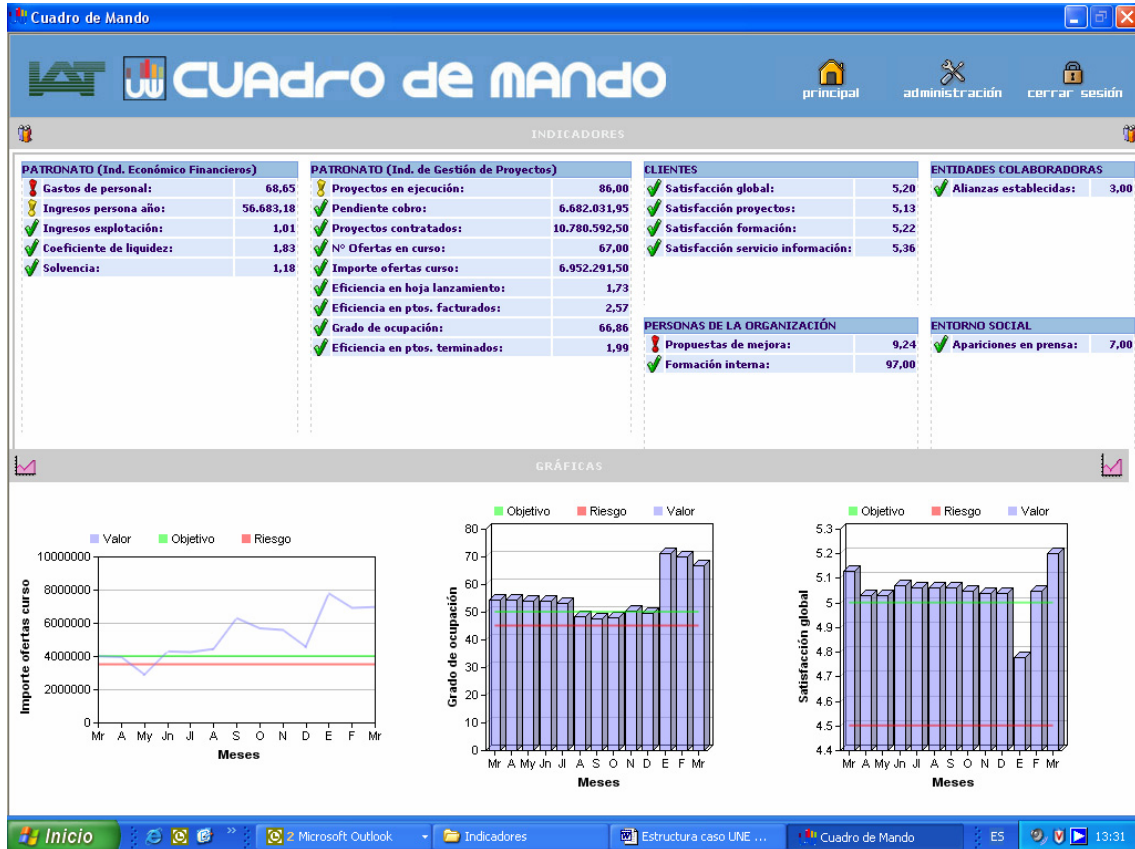 Cuadro de Mando
IAT CUADRO DE MANDO
principal administración cerrar sesión
INDICADORES
PATRONATO (Ind. Económico Financieros)
Gastos de personal: 68,65
Ingresos persona año: 56.683,18
Ingresos explotación: 1,01
Coeficiente de liquidez: 1,83
Solvencia: 1,18
PATRONATO (Ind. de Gestión de Proyectos)
Proyectos en ejecución: 86,00
Pendiente cobro: 6.682.031,95
Proyectos contratados: 10.780.592,50
Nº Ofertas en curso: 67,00
Importe ofertas curso: 6.952.291,50
Eficiencia en hoja lanzamiento: 1,73
Eficiencia en ptos. facturados: 2,57
Grado de ocupación: 66,86
Eficiencia en ptos. terminados: 1,99
CLIENTES
Satisfacción global: 5,20
Satisfacción proyectos: 5,13
Satisfacción formación: 5,22
Satisfacción servicio información: 5,36
ENTIDADES COLABORADORAS
Alianzas establecidas: 3,00
PERSONAS DE LA ORGANIZACIÓN
Propuestas de mejora: 9,24
Formación interna: 97,00
ENTORNO SOCIAL
Apariciones en prensa: 7,00
GRÁFICAS
Valor Objetivo Riesgo
Importe ofertas curso
10000000
8000000
6000000
4000000
2000000
0
Mr A My Jn Jl A S O N D E F Mr
Meses
Objetivo Riesgo Valor
Grado de ocupación
80
70
60
50
40
30
20
10
0
Mr A My Jn Jl A S O N D E F Mr
Meses
Objetivo Riesgo Valor
Satisfacción global
5.3
5.2
5.1
5
4.9
4.8
4.7
4.6
4.5
4.4
Mr A My Jn Jl A S O N D E F Mr
Meses
Inicio » 2 Microsoft Outlook Indicadores Estructura caso UNE ... Cuadro de Mando ES 13:31